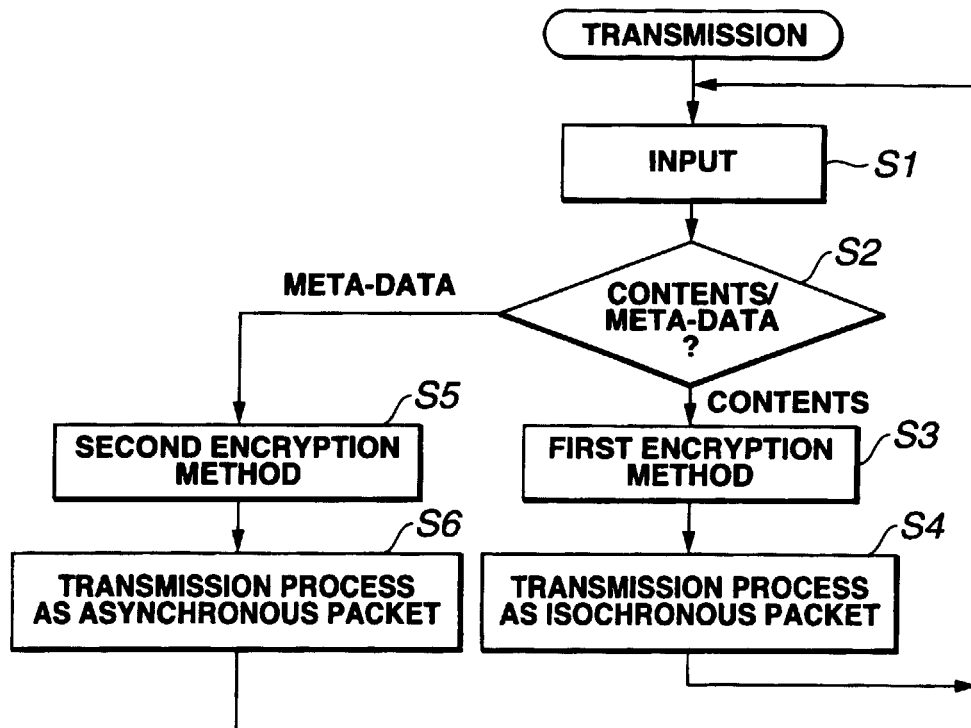 TRANSMISSION
INPUT
S1
S2
CONTENTS/
META-DATA
?
META-DATA
CONTENTS
S5
SECOND ENCRYPTION
METHOD
S3
FIRST ENCRYPTION
METHOD
S6
TRANSMISSION PROCESS
AS ASYNCHRONOUS PACKET
S4
TRANSMISSION PROCESS
AS ISOCHRONOUS PACKET